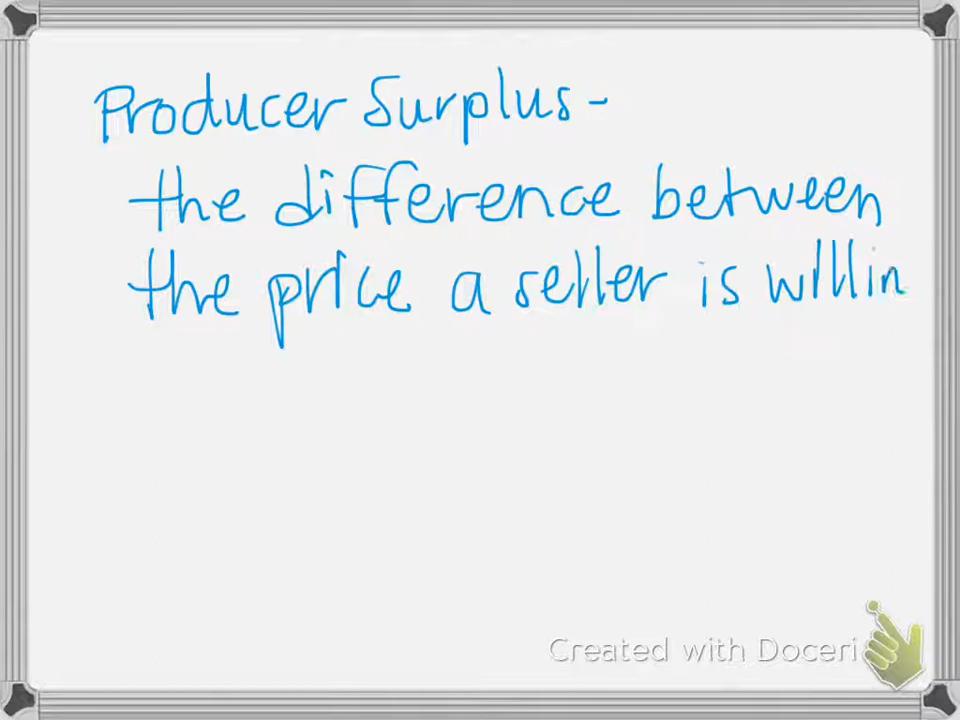 Producer Surplus -
the difference between
the price a seller is willin
Created with Doceri